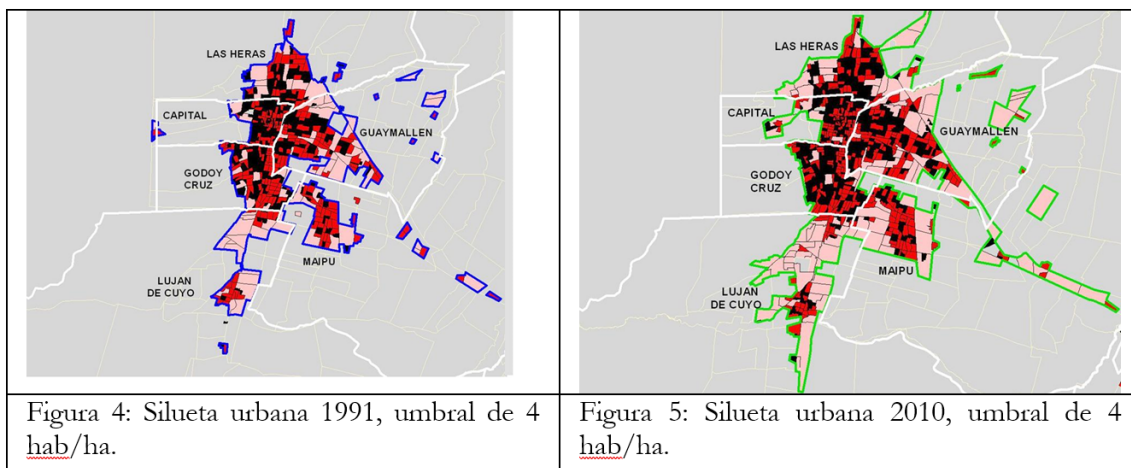 LAS HERAS
CAPITAL
GUAYMALLEN
GODOY
CRUZ
MAIPU
LUJAN
DE CUYO
LAS HERAS
CAPITAL
GUAYMALLEN
GODOY
CRUZ
MAIPU
LUJAN
DE CUYO
Figura 4: Silueta urbana 1991, umbral de 4
hab/ha.
Figura 5: Silueta urbana 2010, umbral de 4
hab/ha.